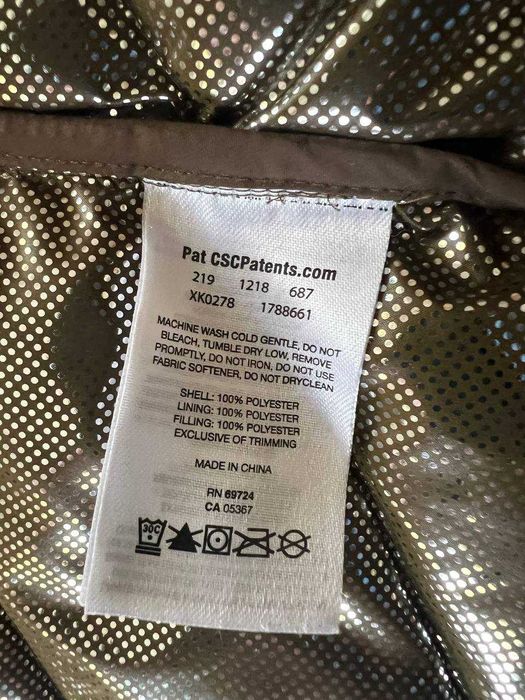 Pat CSCPatents.com
219 1218 687
XK0278 1788661
MACHINE WASH COLD GENTLE, DO NOT
BLEACH, TUMBLE DRY LOW, REMOVE
PROMPTLY, DO NOT IRON, DO NOT USE
FABRIC SOFTENER, DO NOT DRYCLEAN
SHELL: 100% POLYESTER
LINING: 100% POLYESTER
FILLING: 100% POLYESTER
EXCLUSIVE OF TRIMMING
MADE IN CHINA
RN 69724
CA 05367
30C